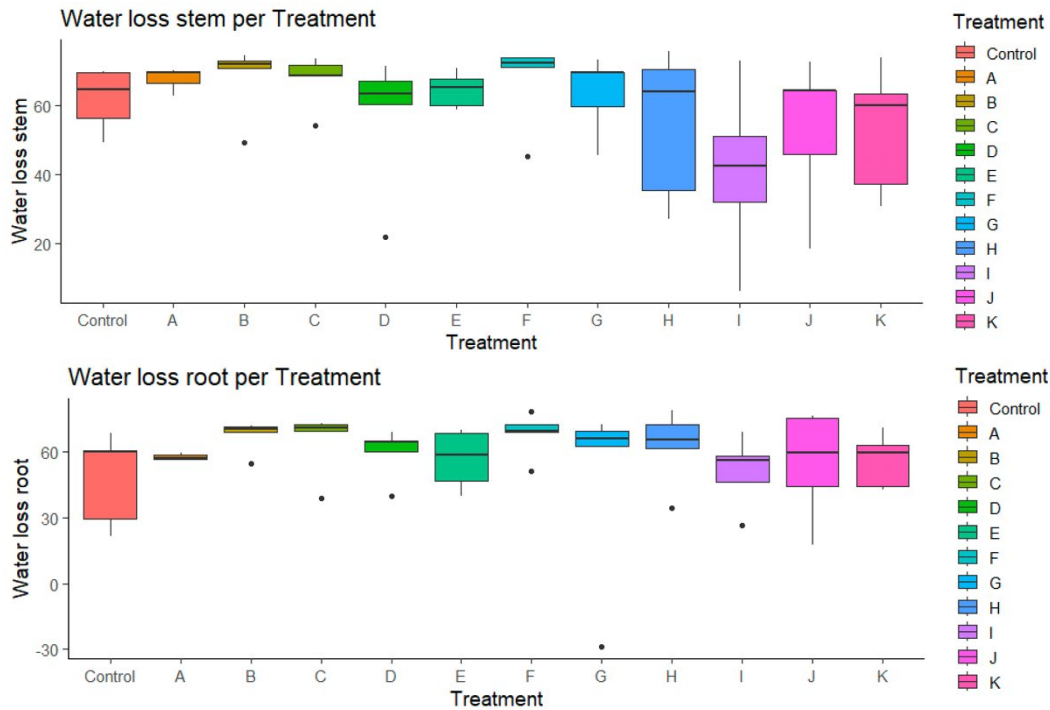 Water loss stem per Treatment
Water loss stem
60
40
20
Control A B C D E F G H I J K
Treatment
Treatment
Control
A
B
C
D
E
F
G
H
I
J
K
Water loss root per Treatment
Water loss root
60
30
0
-30
Control A B C D E F G H I J K
Treatment
Treatment
Control
A
B
C
D
E
F
G
H
I
J
K